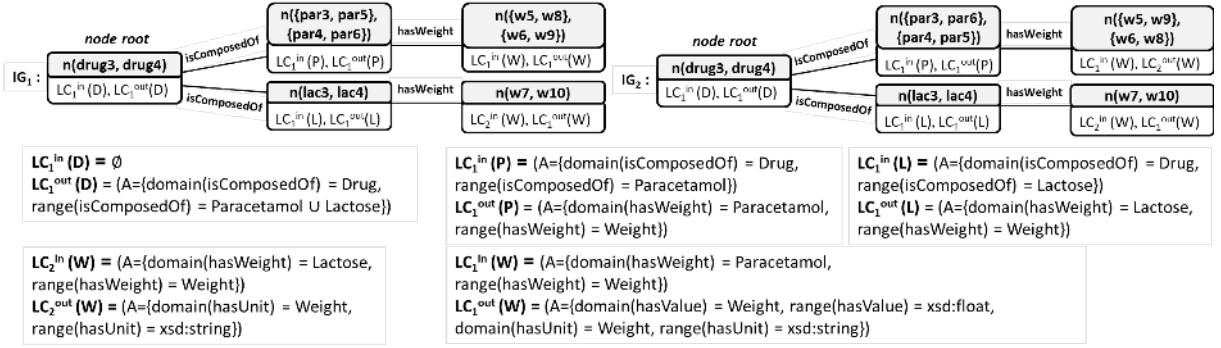 node root
IG₁ :
n(drug3, drug4)
LC₁ⁱⁿ (D), LC₁ᵒᵘᵗ(D)
isComposedOf
isComposedOf
n({par3, par5},
{par4, par6})
LC₁ⁱⁿ (P), LC₁ᵒᵘᵗ(P)
hasWeight
n({w5, w8},
{w6, w9})
LC₁ⁱⁿ (W), LC₁ᵒᵘᵗ(W)
n(lac3, lac4)
LC₁ⁱⁿ (L), LC₁ᵒᵘᵗ(L)
hasWeight
n(w7, w10)
LC₂ⁱⁿ (W), LC₁ᵒᵘᵗ(W)
node root
IG₂ :
n(drug3, drug4)
LC₁ⁱⁿ (D), LC₁ᵒᵘᵗ(D)
isComposedOf
isComposedOf
n({par3, par6},
{par4, par5})
LC₁ⁱⁿ (P), LC₁ᵒᵘᵗ(P)
hasWeight
n({w5, w9},
{w6, w8})
LC₁ⁱⁿ (W), LC₂ᵒᵘᵗ(W)
n(lac3, lac4)
LC₁ⁱⁿ (L), LC₁ᵒᵘᵗ(L)
hasWeight
n(w7, w10)
LC₂ⁱⁿ (W), LC₁ᵒᵘᵗ(W)
LC₁ⁱⁿ (D) = ∅
LC₁ᵒᵘᵗ (D) = (A={domain(isComposedOf) = Drug,
range(isComposedOf) = Paracetamol ∪ Lactose})
LC₁ⁱⁿ (P) = (A={domain(isComposedOf) = Drug,
range(isComposedOf) = Paracetamol})
LC₁ᵒᵘᵗ (P) = (A={domain(hasWeight) = Paracetamol,
range(hasWeight) = Weight})
LC₁ⁱⁿ (L) = (A={domain(isComposedOf) = Drug,
range(isComposedOf) = Lactose})
LC₁ᵒᵘᵗ (L) = (A={domain(hasWeight) = Lactose,
range(hasWeight) = Weight})
LC₂ⁱⁿ (W) = (A={domain(hasWeight) = Lactose,
range(hasWeight) = Weight})
LC₂ᵒᵘᵗ (W) = (A={domain(hasUnit) = Weight,
range(hasUnit) = xsd:string})
LC₁ⁱⁿ (W) = (A={domain(hasWeight) = Paracetamol,
range(hasWeight) = Weight})
LC₁ᵒᵘᵗ (W) = (A={domain(hasValue) = Weight, range(hasValue) = xsd:float,
domain(hasUnit) = Weight, range(hasUnit) = xsd:string})